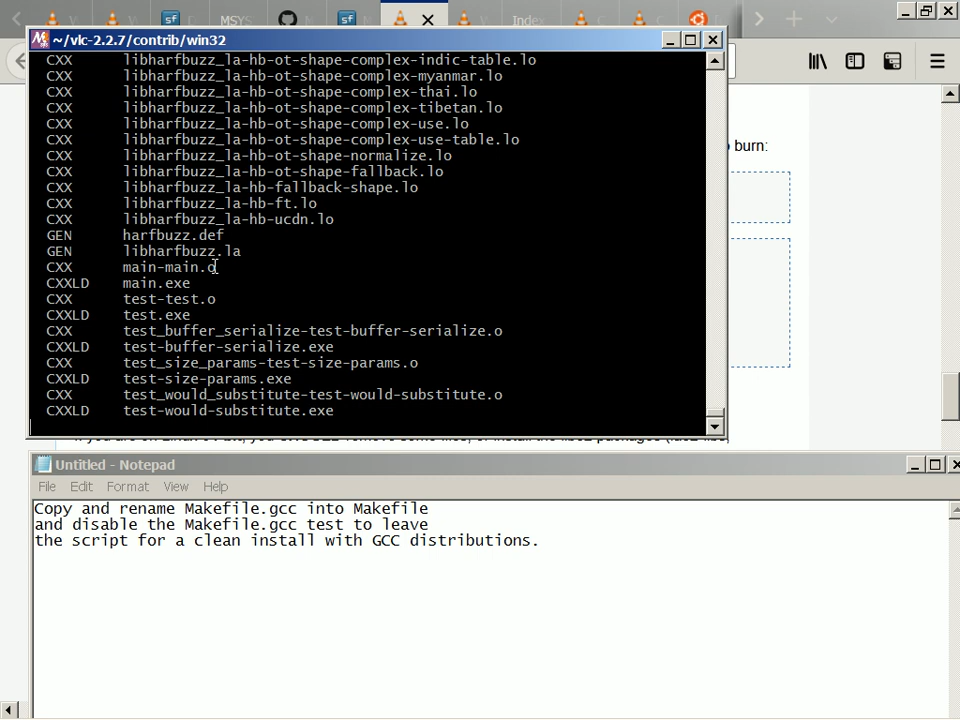 MSYS
Index
~/vlc-2.2.7/contrib/win32
CXX libharfbuzz_la-hb-ot-shape-complex-indic-table.lo
CXX libharfbuzz_la-hb-ot-shape-complex-myanmar.lo
CXX libharfbuzz_la-hb-ot-shape-complex-thai.lo
CXX libharfbuzz_la-hb-ot-shape-complex-tibetan.lo
CXX libharfbuzz_la-hb-ot-shape-complex-use.lo
CXX libharfbuzz_la-hb-ot-shape-complex-use-table.lo
CXX libharfbuzz_la-hb-ot-shape-normalize.lo
CXX libharfbuzz_la-hb-ot-shape-fallback.lo
CXX libharfbuzz_la-hb-fallback-shape.lo
CXX libharfbuzz_la-hb-ft.lo
CXX libharfbuzz_la-hb-ucdn.lo
GEN harfbuzz.def
GEN libharfbuzz.la
CXX main-main.o
CXXLD main.exe
CXX test-test.o
CXXLD test.exe
CXX test_buffer_serialize-test-buffer-serialize.o
CXXLD test-buffer-serialize.exe
CXX test_size_params-test-size-params.o
CXXLD test-size-params.exe
CXX test_would_substitute-test-would-substitute.o
CXXLD test-would-substitute.exe
burn:
Untitled - Notepad
File Edit Format View Help
Copy and rename Makefile.gcc into Makefile
and disable the Makefile.gcc test to leave
the script for a clean install with GCC distributions.